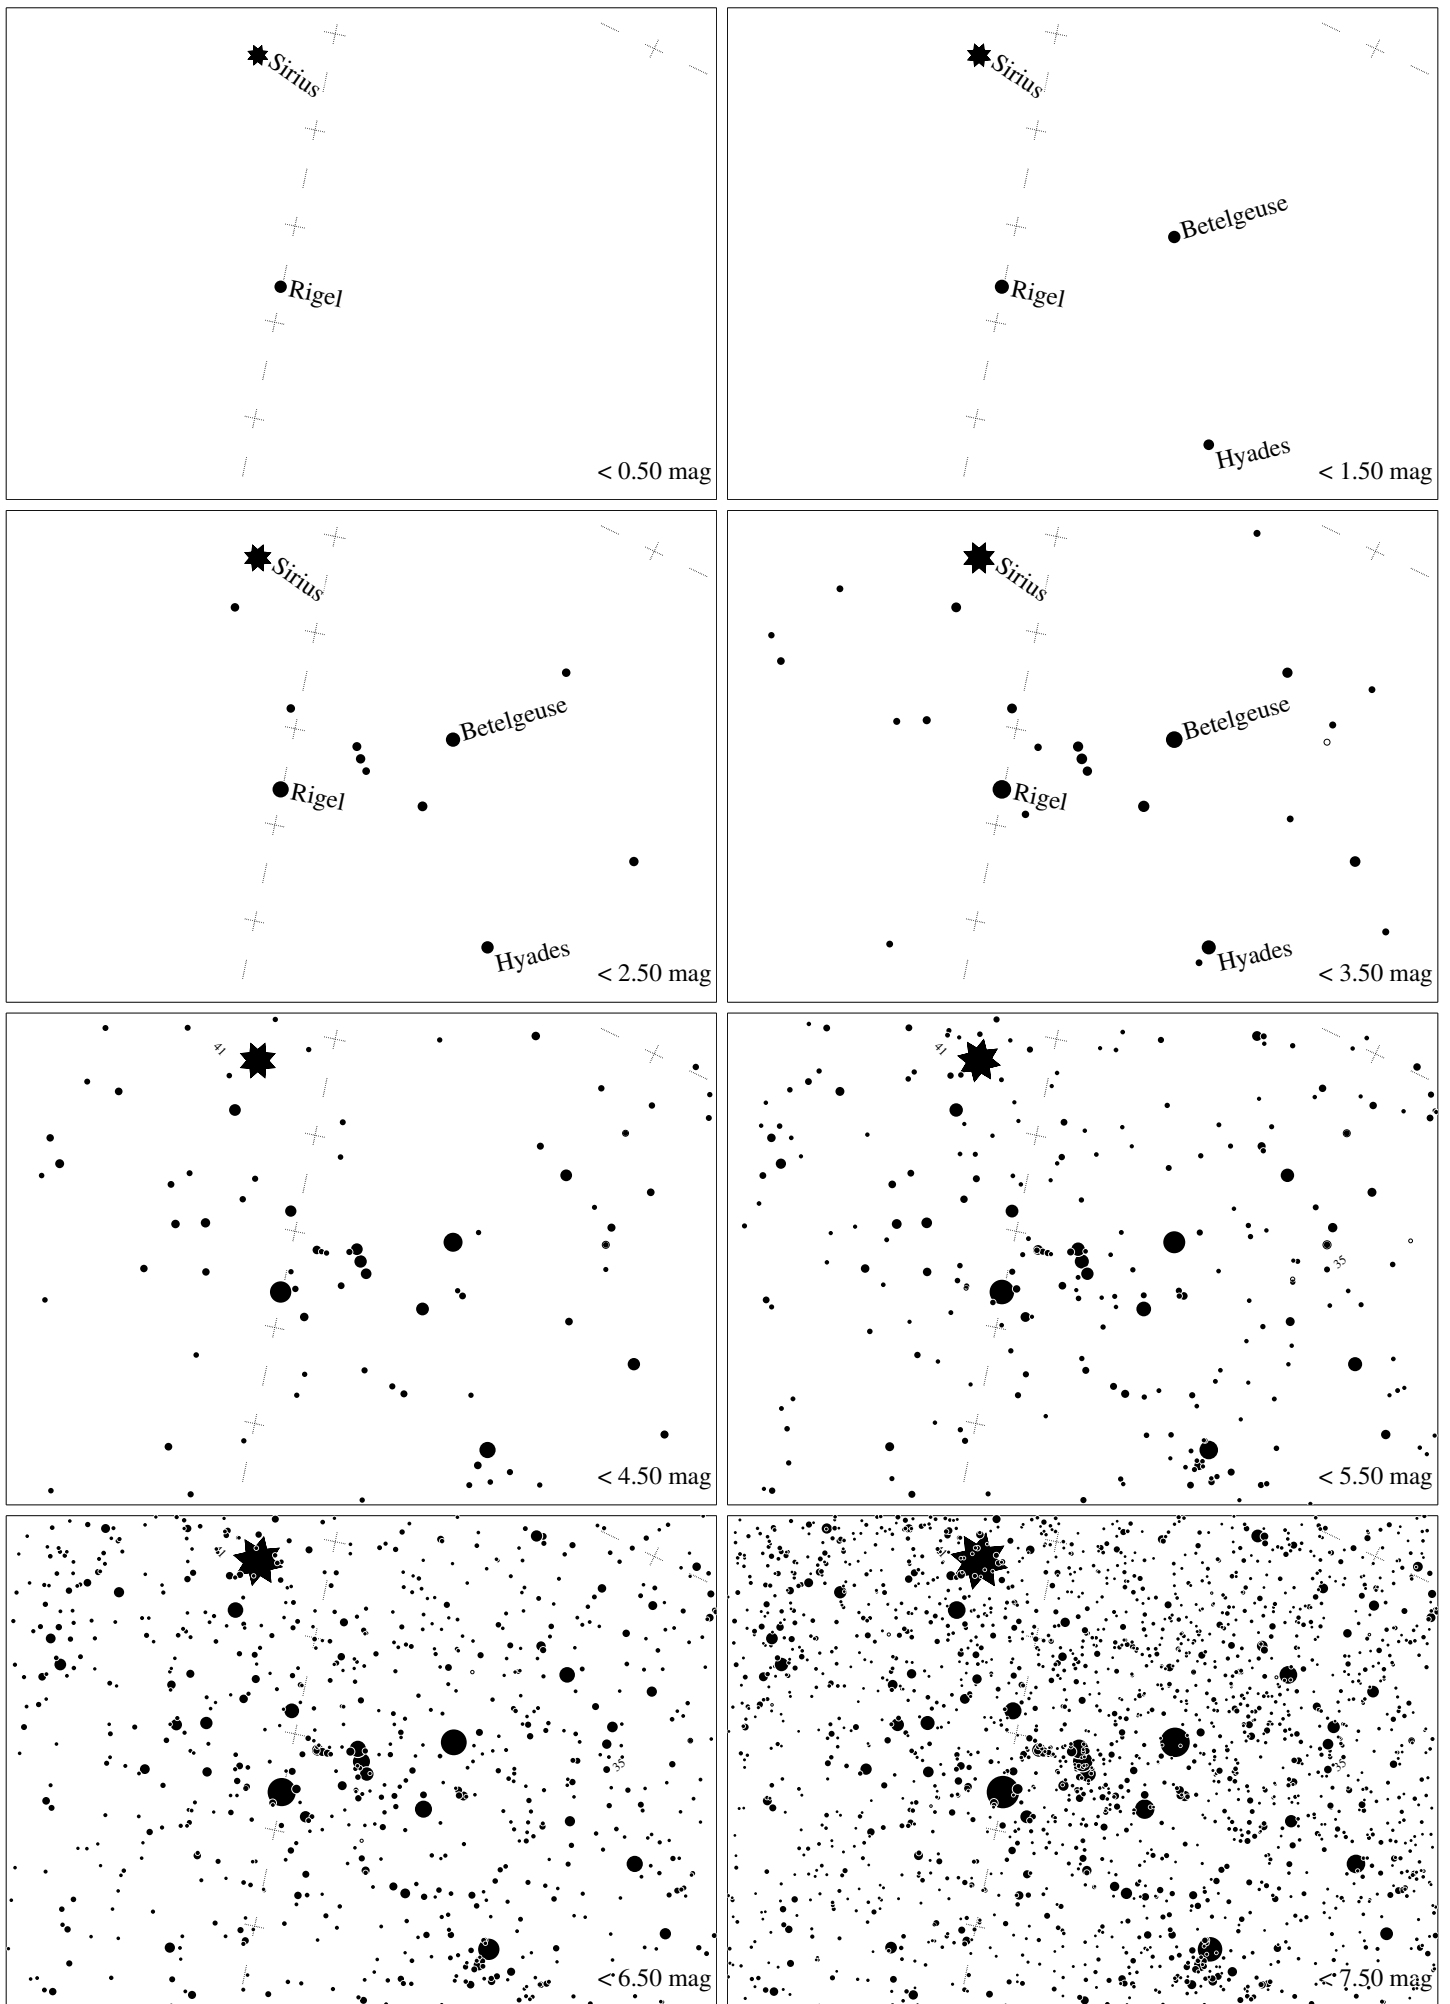 Sirius
Rigel
< 0.50 mag
Sirius
Betelgeuse
Rigel
Hyades
< 1.50 mag
Sirius
Betelgeuse
Rigel
Hyades
< 2.50 mag
Sirius
Betelgeuse
Rigel
Hyades
< 3.50 mag
41
< 4.50 mag
41
35
< 5.50 mag
41
35
< 6.50 mag
41
35
< 7.50 mag